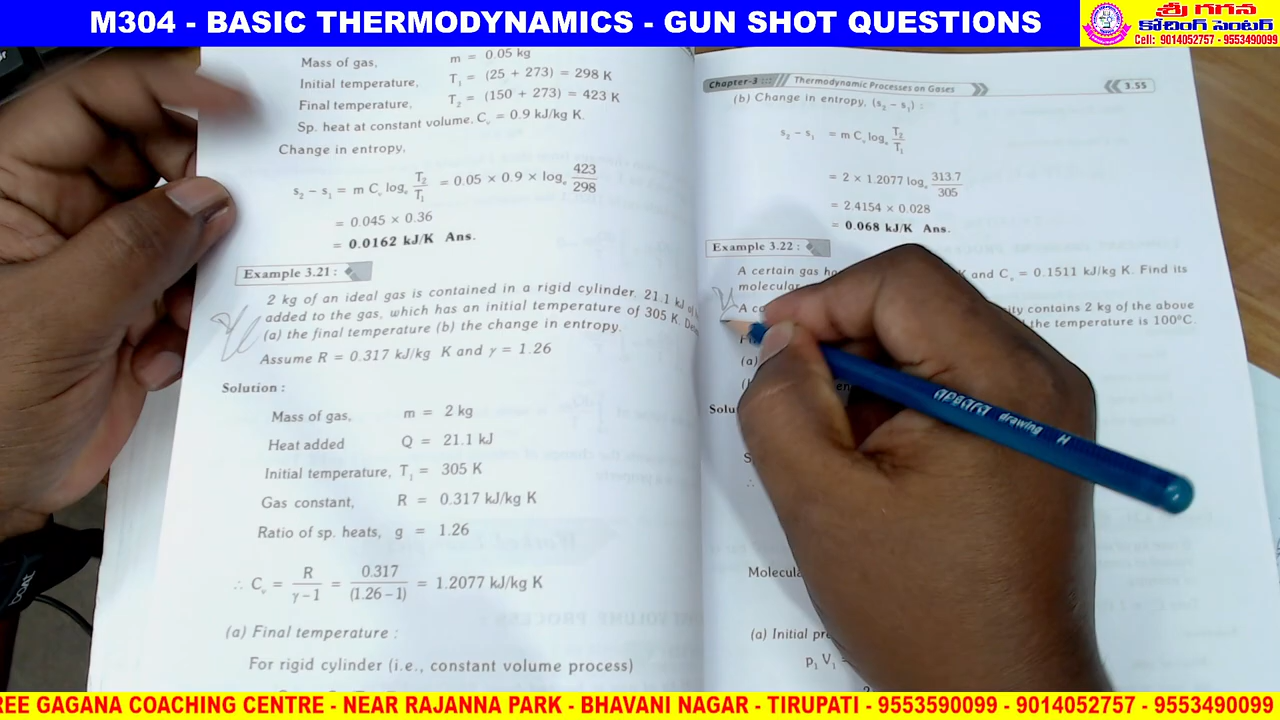 M304 - BASIC THERMODYNAMICS - GUN SHOT QUESTIONS
శ్రీ గగన
కోచింగ్ సెంటర్
Cell: 9014052757 - 9553490099
Mass of gas, m = 0.05 kg
Initial temperature, T₁ = (25 + 273) = 298 K
Final temperature, T₂ = (150 + 273) = 423 K
Sp. heat at constant volume, Cᵥ = 0.9 kJ/kg K.
Change in entropy,
s₂ – s₁ = m Cᵥ logₑ T₂/T₁ = 0.05 × 0.9 × logₑ 423/298
= 0.045 × 0.36
= 0.0162 kJ/K Ans.
Example 3.21 :
2 kg of an ideal gas is contained in a rigid cylinder. 21.1 kJ of
added to the gas, which has an initial temperature of 305 K.
(a) the final temperature (b) the change in entropy.
Assume R = 0.317 kJ/kg K and γ = 1.26
Solution :
Mass of gas, m = 2 kg
Heat added Q = 21.1 kJ
Initial temperature, T₁ = 305 K
Gas constant, R = 0.317 kJ/kg K
Ratio of sp. heats, g = 1.26
∴ Cᵥ = R/(γ – 1) = 0.317/(1.26 – 1) = 1.2077 kJ/kg K
(a) Final temperature :
For rigid cylinder (i.e., constant volume process)
Chapter-3 Thermodynamic Processes on Gases 3.55
(b) Change in entropy, (s₂ – s₁) :
s₂ – s₁ = m Cᵥ logₑ T₂/T₁
= 2 × 1.2077 logₑ 313.7/305
= 2.4154 × 0.028
= 0.068 kJ/K Ans.
Example 3.22 :
A certain gas K and Cᵥ = 0.1511 kJ/kg K. Find its
molecular
A contains 2 kg of the above
the temperature is 100°C.
(a)
(a) Initial
p₁ V₁ =
apsara drawing H
boAt
REE GAGANA COACHING CENTRE - NEAR RAJANNA PARK - BHAVANI NAGAR - TIRUPATI - 9553590099 - 9014052757 - 9553490099